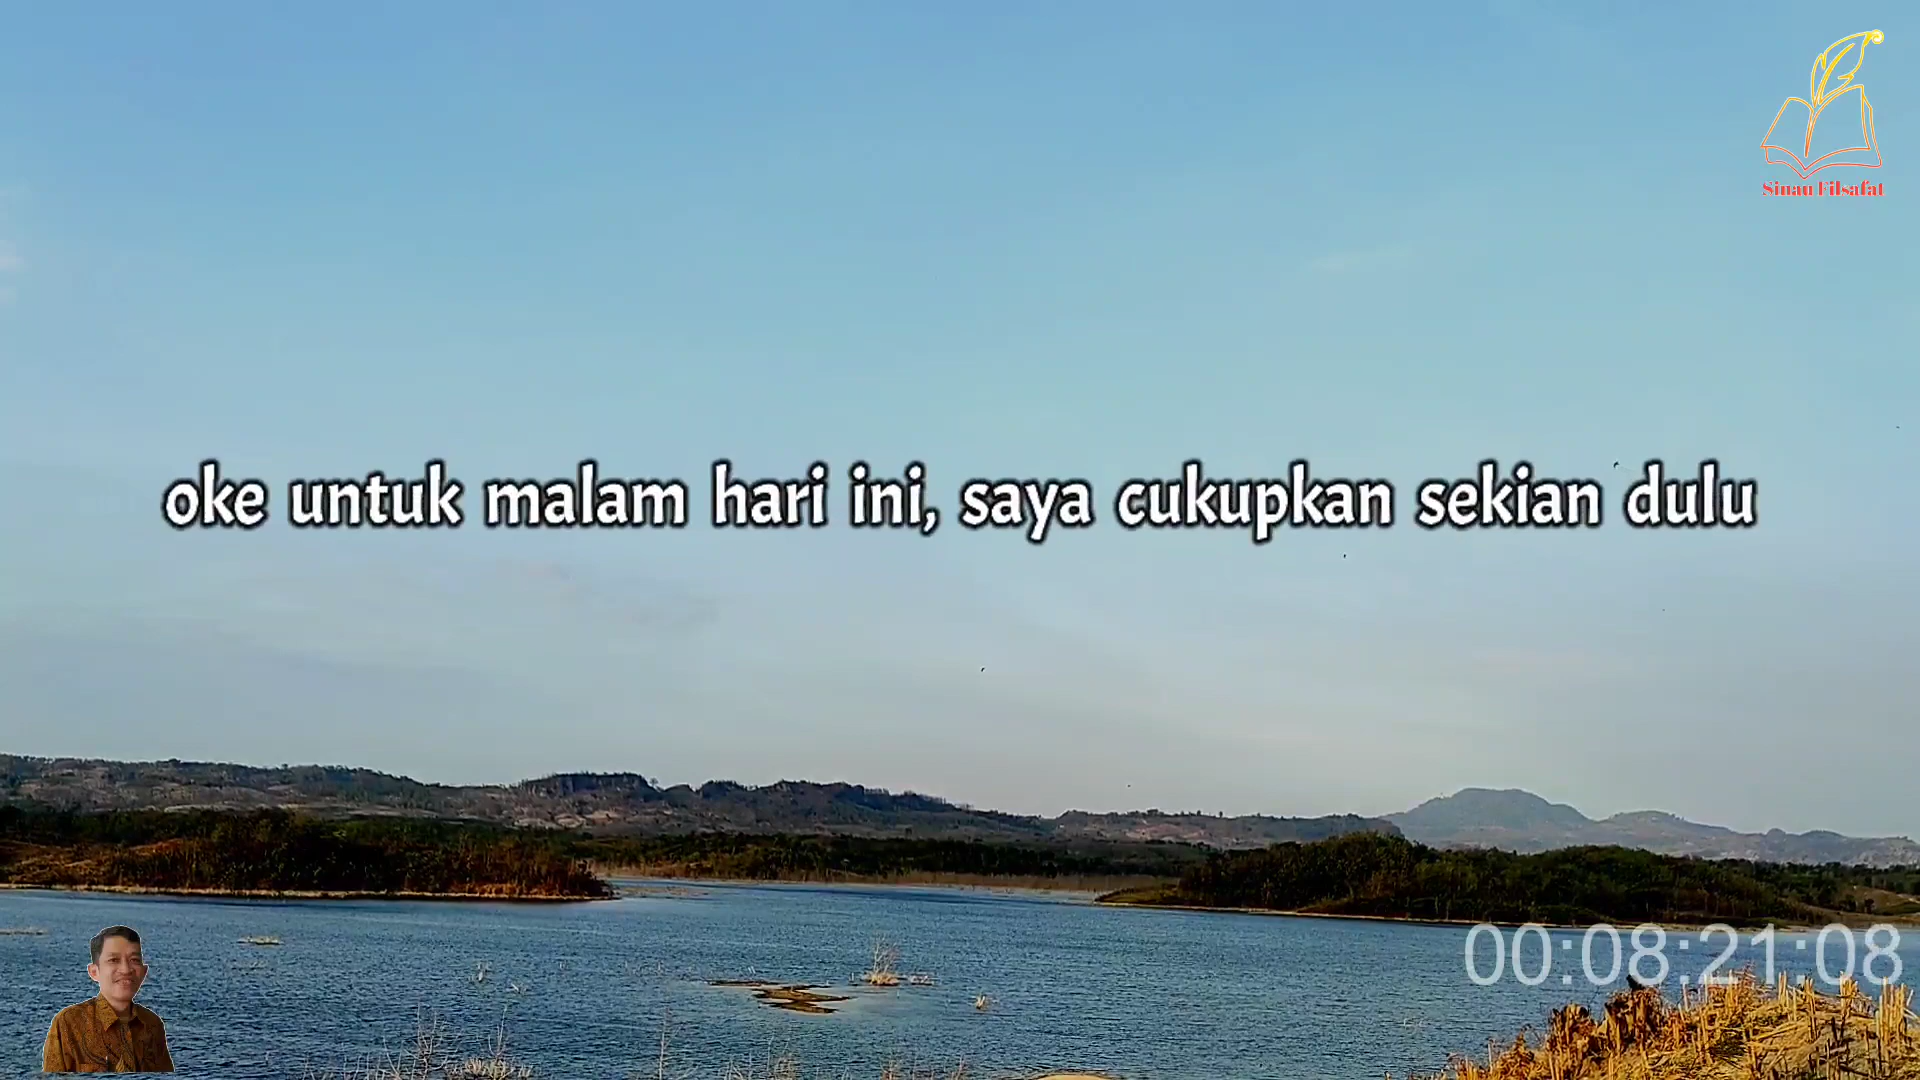 Sinau Filsafat
oke untuk malam hari ini, saya cukupkan sekian dulu
00:08:21:08